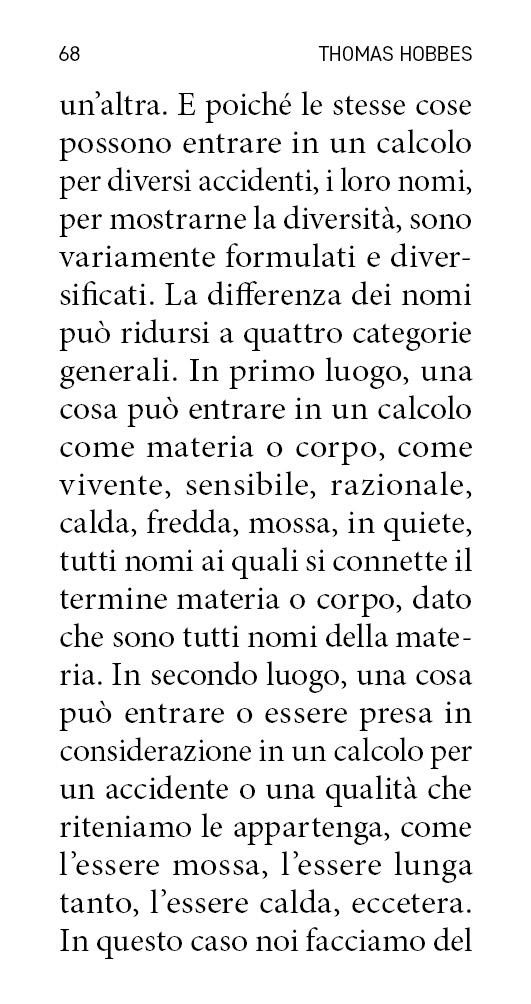 68 THOMAS HOBBES
un’altra. E poiché le stesse cose
possono entrare in un calcolo
per diversi accidenti, i loro nomi,
per mostrarne la diversità, sono
variamente formulati e diver-
sificati. La differenza dei nomi
può ridursi a quattro categorie
generali. In primo luogo, una
cosa può entrare in un calcolo
come materia o corpo, come
vivente, sensibile, razionale,
calda, fredda, mossa, in quiete,
tutti nomi ai quali si connette il
termine materia o corpo, dato
che sono tutti nomi della mate-
ria. In secondo luogo, una cosa
può entrare o essere presa in
considerazione in un calcolo per
un accidente o una qualità che
riteniamo le appartenga, come
l’essere mossa, l’essere lunga
tanto, l’essere calda, eccetera.
In questo caso noi facciamo del